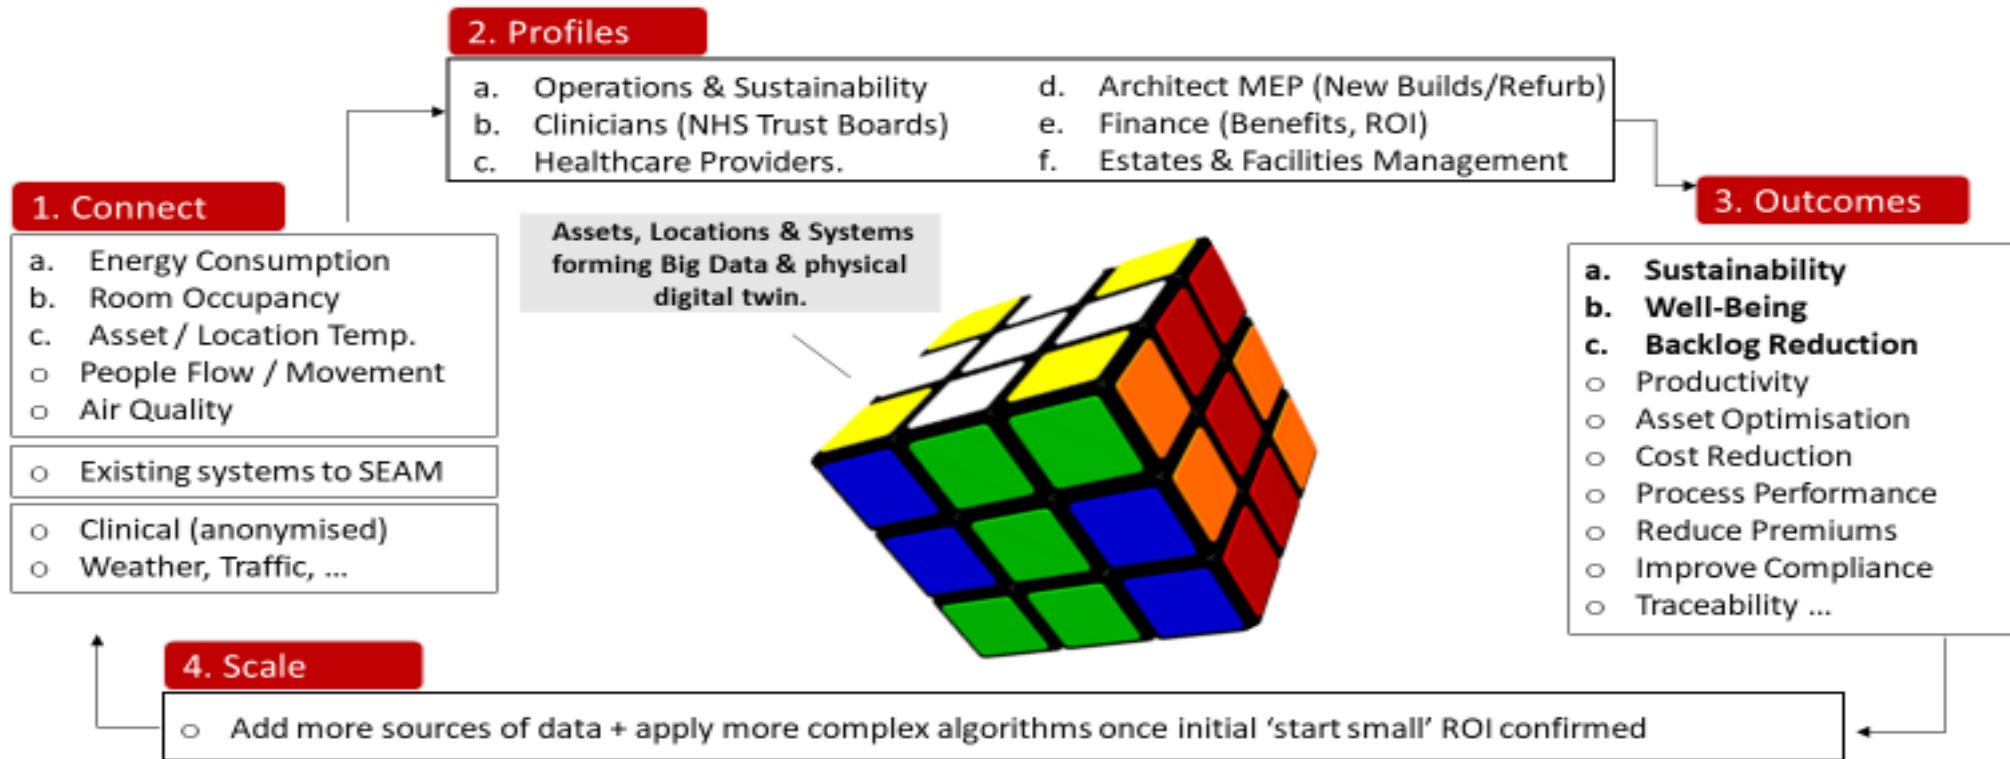 2. Profiles
a. Operations & Sustainability
b. Clinicians (NHS Trust Boards)
c. Healthcare Providers.
d. Architect MEP (New Builds/Refurb)
e. Finance (Benefits, ROI)
f. Estates & Facilities Management
1. Connect
a. Energy Consumption
b. Room Occupancy
c. Asset / Location Temp.
o People Flow / Movement
o Air Quality
o Existing systems to SEAM
o Clinical (anonymised)
o Weather, Traffic, ...
Assets, Locations & Systems
forming Big Data & physical
digital twin.
3. Outcomes
a. Sustainability
b. Well-Being
c. Backlog Reduction
o Productivity
o Asset Optimisation
o Cost Reduction
o Process Performance
o Reduce Premiums
o Improve Compliance
o Traceability ...
4. Scale
o Add more sources of data + apply more complex algorithms once initial ‘start small’ ROI confirmed